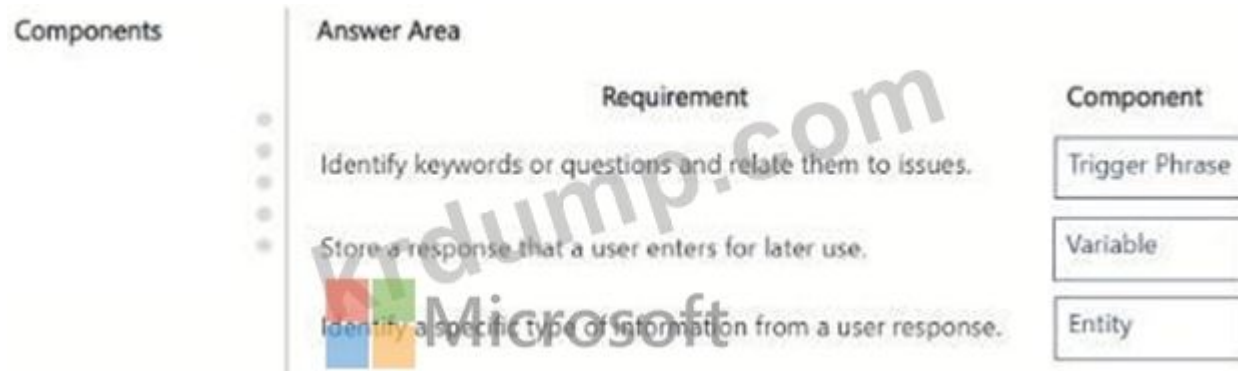 Components
Answer Area
Requirement
Component
Identify keywords or questions and relate them to issues.
Trigger Phrase
Store a response that a user enters for later use.
Variable
Identify a specific type of information from a user response.
Entity
krdump.com
Microsoft